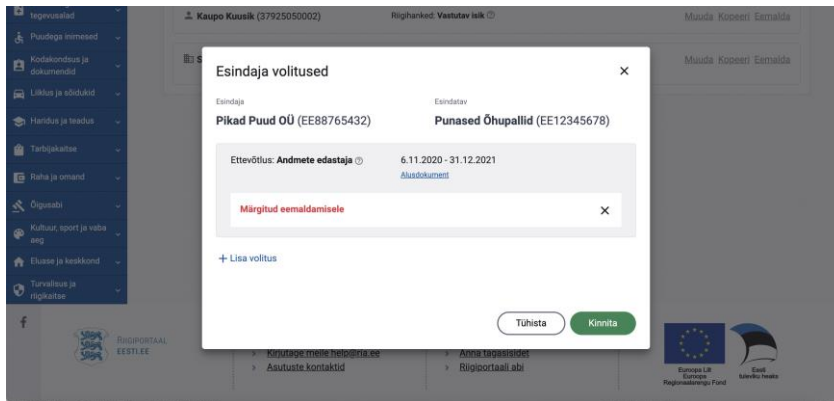 tegevusalad
Kaupo Kuusik (37925050002)
Riigihanked: Vastutav isik
Muuda Kopeeri Eemalda
Puudega inimesed
Kodakondsus ja
dokumendid
S
Muuda Kopeeri Eemalda
Esindaja volitused
Liiklus ja sõidukid
Esindaja
Esindatav
Haridus ja teadus
Pikad Puud OÜ (EE88765432)
Punased Õhupallid (EE12345678)
Tarbijakaitse
Ettevõtlus: Andmete edastaja
6.11.2020 - 31.12.2021
Alusdokument
Raha ja omand
Õigusabi
Märgitud eemaldamisele
Kultuur, sport ja vaba
aeg
Eluase ja keskkond
+ Lisa volitus
Turvalisus ja
riigikaitse
Tühista
Kinnita
RIIGIPORTAAL
EESTI.EE
Kirjutage meile help@ria.ee
Anna tagasisidet
Asutuste kontaktid
Riigiportaali abi
Euroopa Liit
Euroopa
Regionaalarengu Fond
Eesti
tuleviku heaks